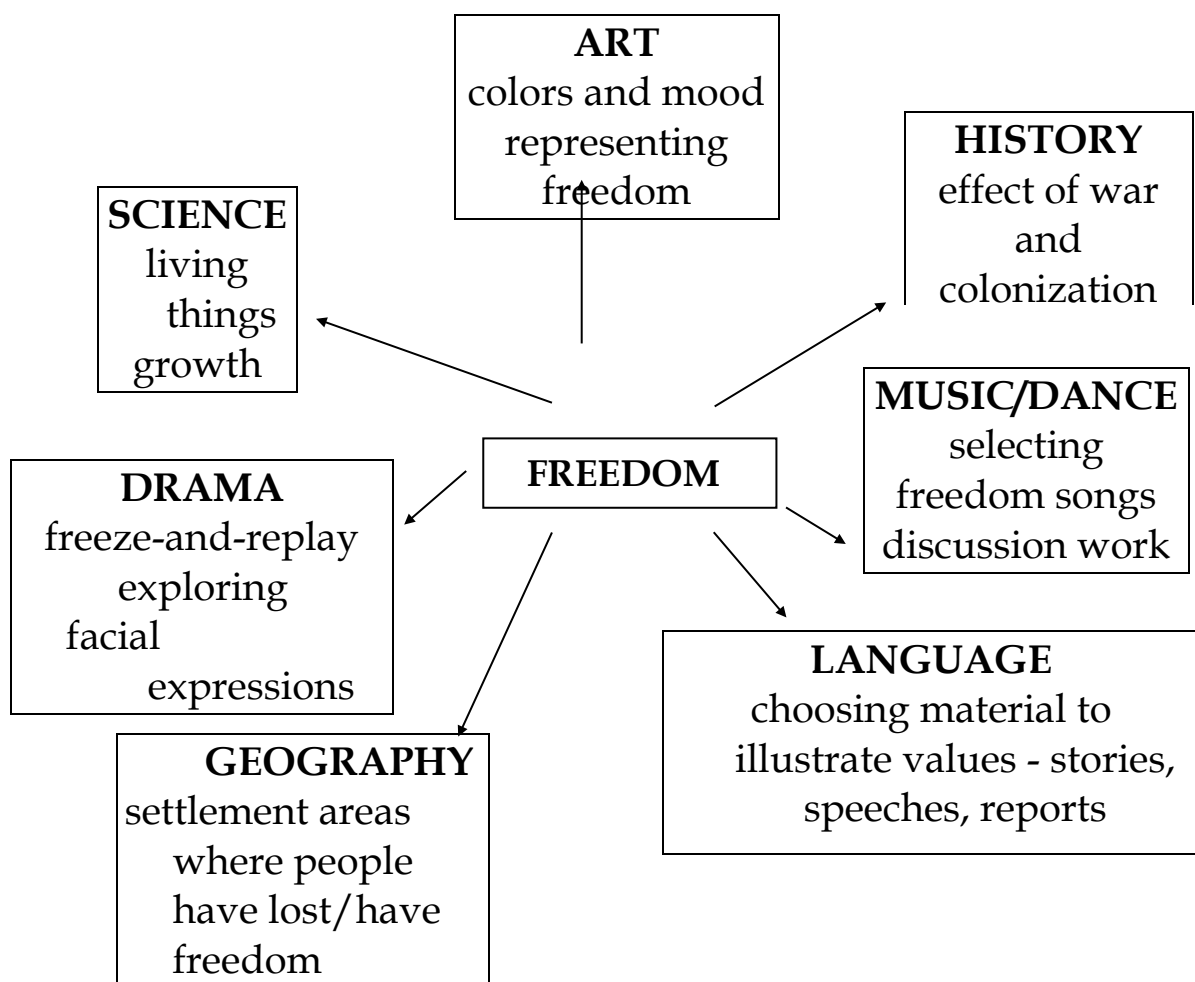 ART
colors and mood
representing
freedom
HISTORY
effect of war
and
colonization
SCIENCE
living
things
growth
MUSIC/DANCE
selecting
freedom songs
discussion work
FREEDOM
DRAMA
freeze-and-replay
exploring
facial
expressions
LANGUAGE
choosing material to
illustrate values - stories,
speeches, reports
GEOGRAPHY
settlement areas
where people
have lost/have
freedom